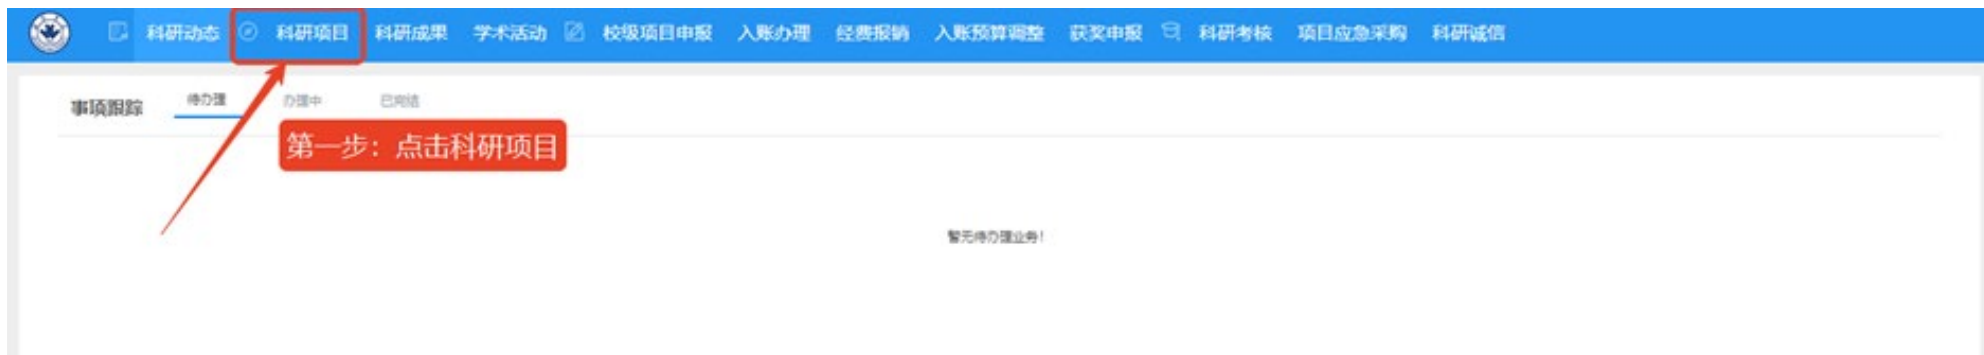 科研动态 科研项目 科研成果 学术活动 校级项目申报 入账办理 经费报销 入账预算调整 获奖申报 科研考核 项目应急采购 科研诚信
事项跟踪 待办理 办理中 已完结
第一步：点击科研项目
暂无待办理业务！